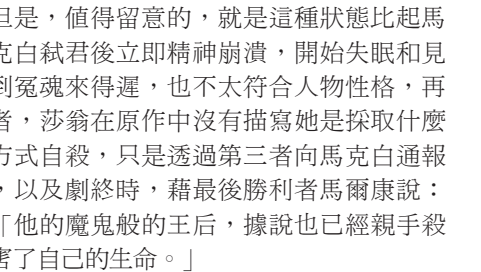 但是，值得留意的，就是這種狀態比起馬
克白弒君後立即精神崩潰，開始失眠和見
到冤魂來得遲，也不太符合人物性格，再
者，莎翁在原作中沒有描寫她是採取什麼
方式自殺，只是透過第三者向馬克白通報
，以及劇終時，藉最後勝利者馬爾康說：
「他的魔鬼般的王后，據說也已經親手殺
害了自己的生命。」